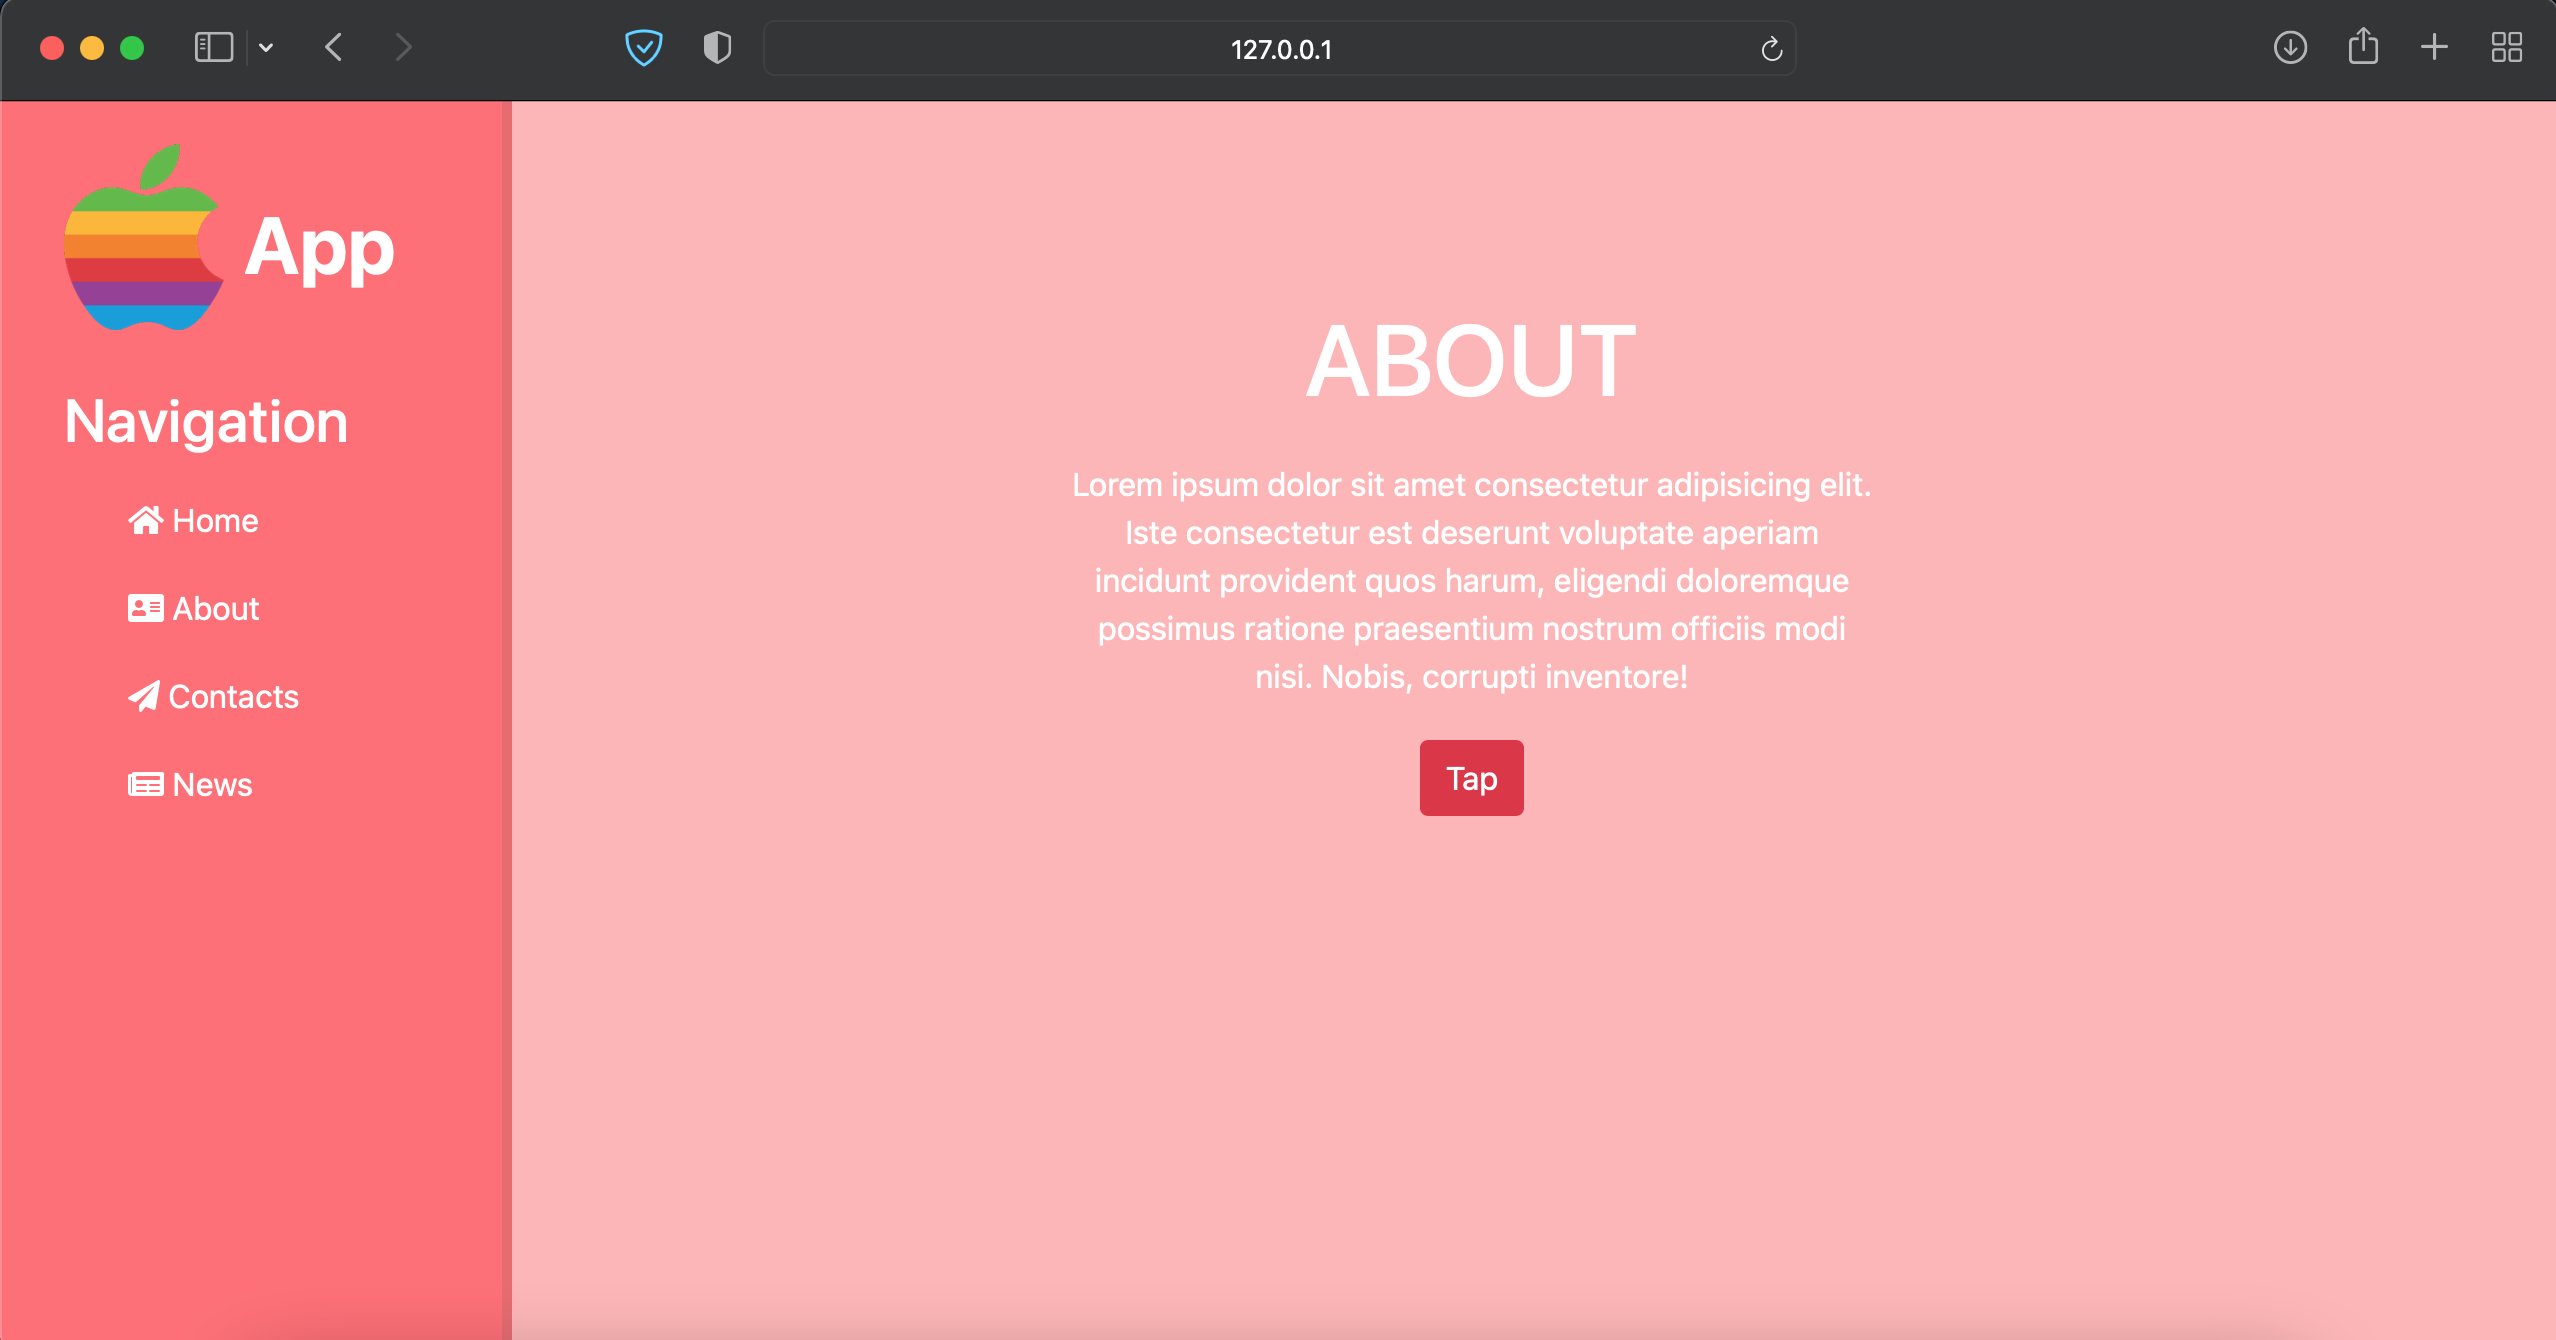 127.0.0.1
App
Navigation
Home
About
Contacts
News
ABOUT
Lorem ipsum dolor sit amet consectetur adipisicing elit.
Iste consectetur est deserunt voluptate aperiam
incidunt provident quos harum, eligendi doloremque
possimus ratione praesentium nostrum officiis modi
nisi. Nobis, corrupti inventore!
Tap